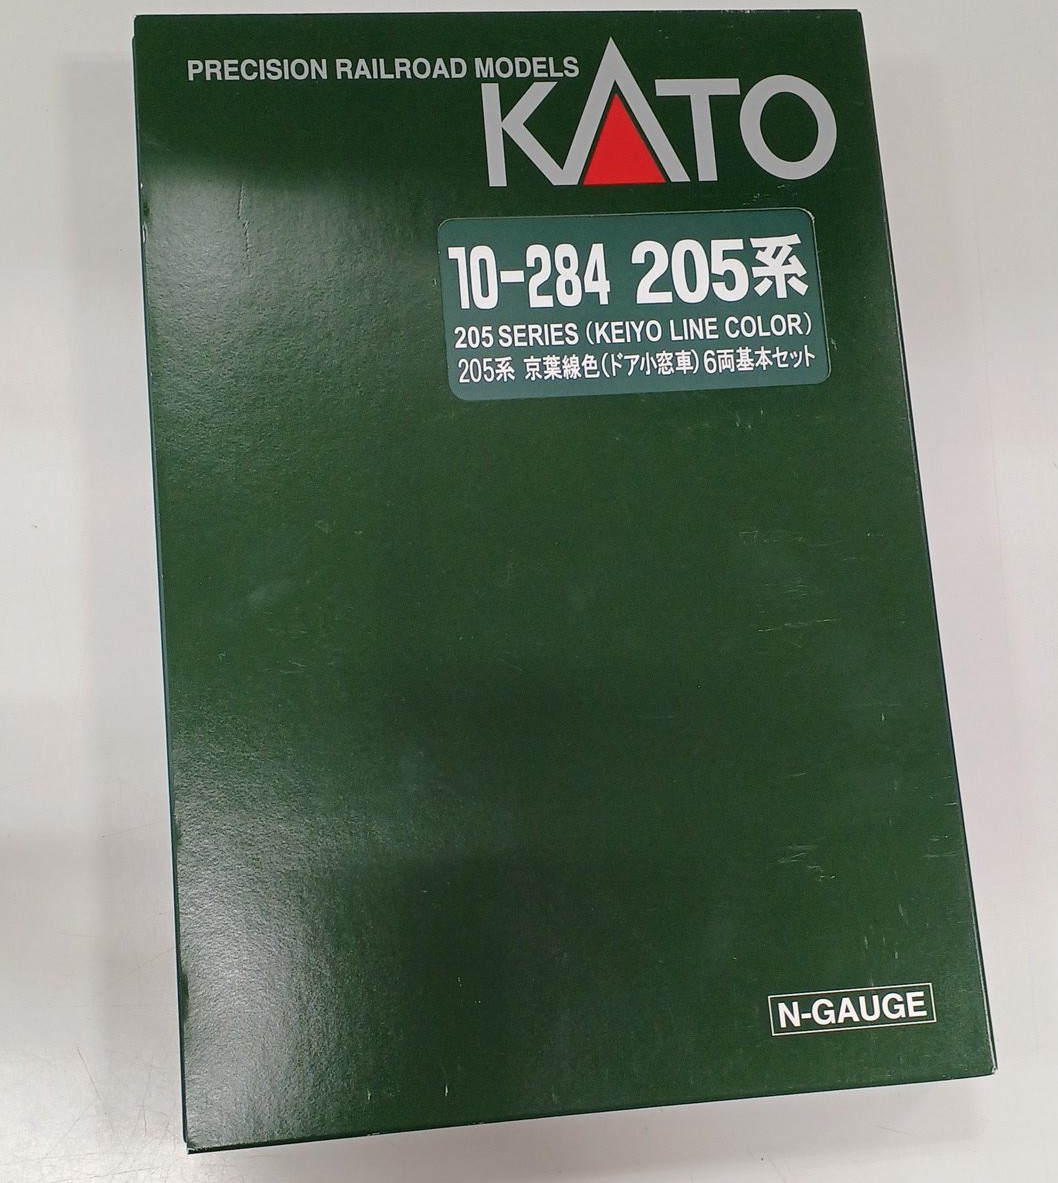 PRECISION RAILROAD MODELS
KATO
10-284 205系
205 SERIES (KEIYO LINE COLOR)
205系 京葉線色(ドア小窓車)6両基本セット
N-GAUGE